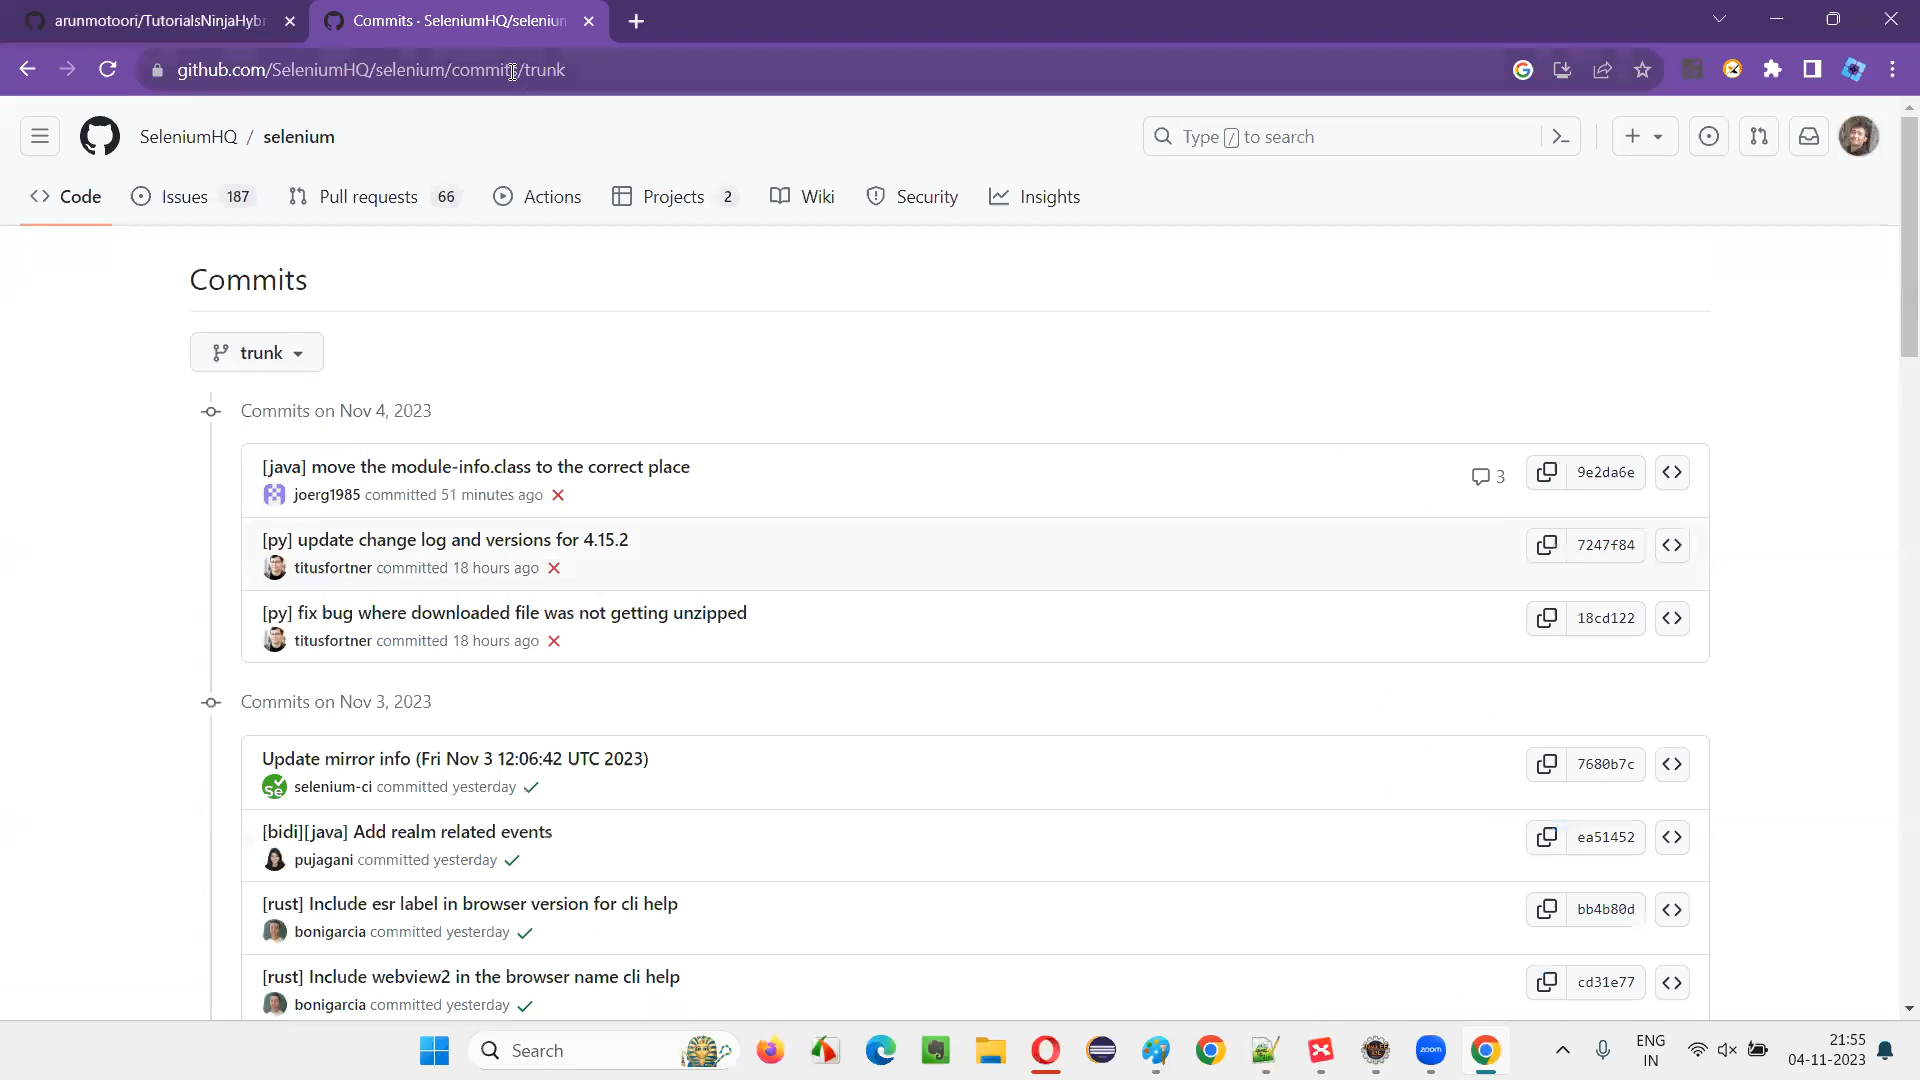 arunmotoori/TutorialsNinjaHybr
Commits · SeleniumHQ/seleniun
github.com/SeleniumHQ/selenium/commits/trunk
SeleniumHQ / selenium
Type / to search
Code
Issues 187
Pull requests 66
Actions
Projects 2
Wiki
Security
Insights
Commits
trunk
Commits on Nov 4, 2023
[java] move the module-info.class to the correct place
joerg1985 committed 51 minutes ago
3
9e2da6e
[py] update change log and versions for 4.15.2
titusfortner committed 18 hours ago
7247f84
[py] fix bug where downloaded file was not getting unzipped
titusfortner committed 18 hours ago
18cd122
Commits on Nov 3, 2023
Update mirror info (Fri Nov 3 12:06:42 UTC 2023)
selenium-ci committed yesterday
7680b7c
[bidi][java] Add realm related events
pujagani committed yesterday
ea51452
[rust] Include esr label in browser version for cli help
bonigarcia committed yesterday
bb4b80d
[rust] Include webview2 in the browser name cli help
bonigarcia committed yesterday
cd31e77
Search
zoom
ENG
IN
21:55
04-11-2023